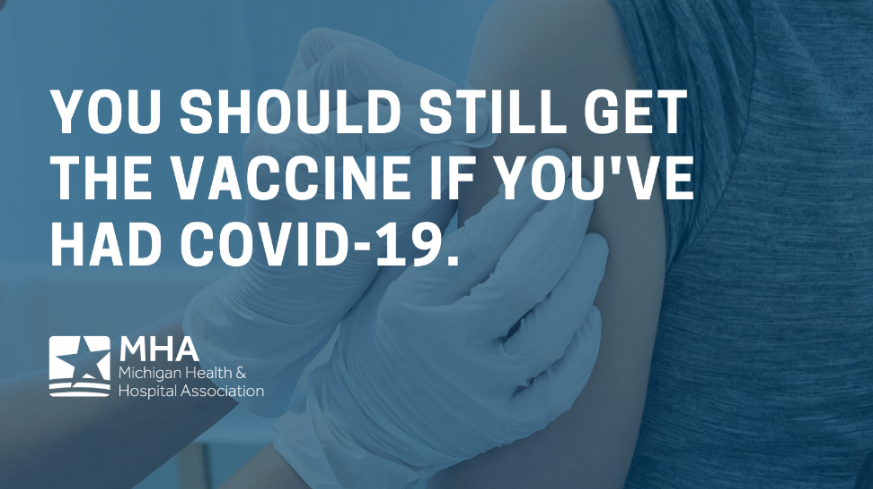 YOU SHOULD STILL GET
THE VACCINE IF YOU'VE
HAD COVID-19.
MHA
Michigan Health &
Hospital Association